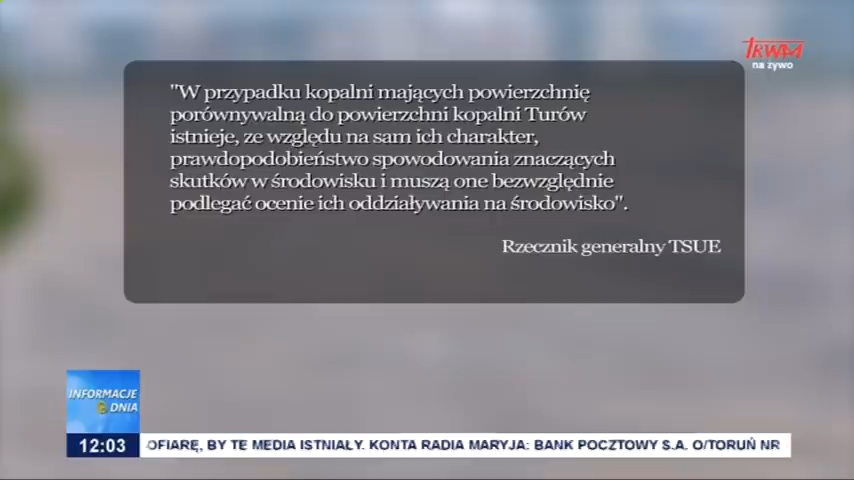 TRWAM
na żywo
"W przypadku kopalni mających powierzchnię
porównywalną do powierzchni kopalni Turów
istnieje, ze względu na sam ich charakter,
prawdopodobieństwo spowodowania znaczących
skutków w środowisku i muszą one bezwzględnie
podlegać ocenie ich oddziaływania na środowisko".
Rzecznik generalny TSUE
INFORMACJE
DNIA
12:03 OFIARĘ, BY TE MEDIA ISTNIAŁY. KONTA RADIA MARYJA: BANK POCZTOWY S.A. O/TORUŃ NR